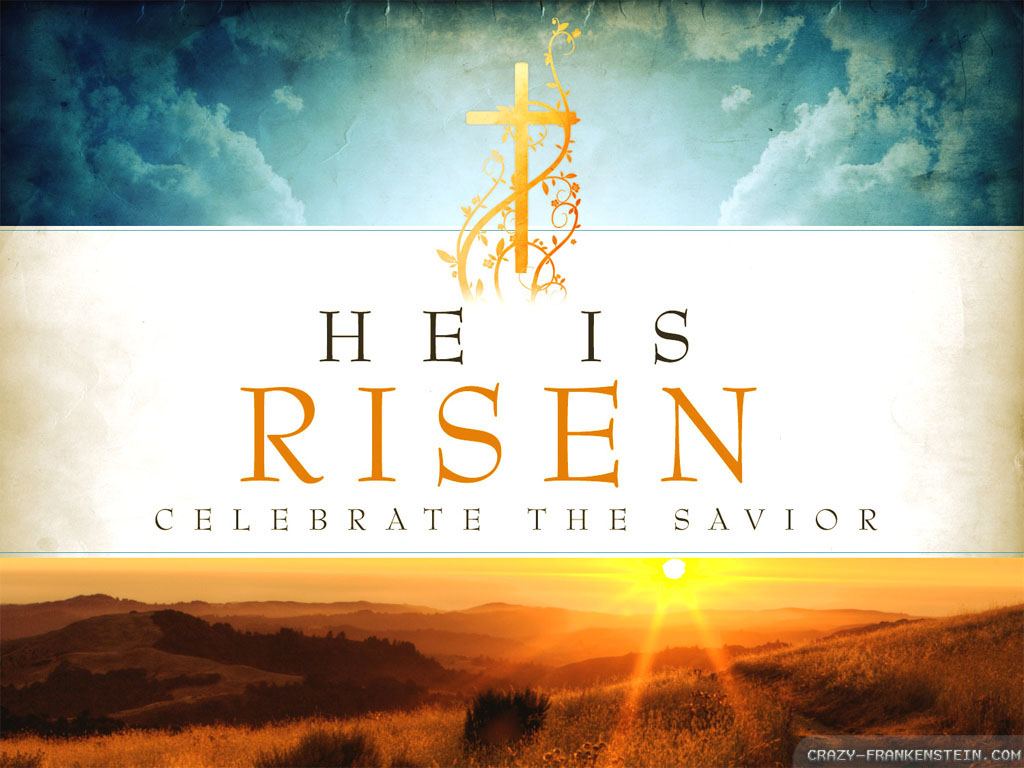 HE IS
RISEN
CELEBRATE THE SAVIOR
CRAZY-FRANKENSTEIN.COM